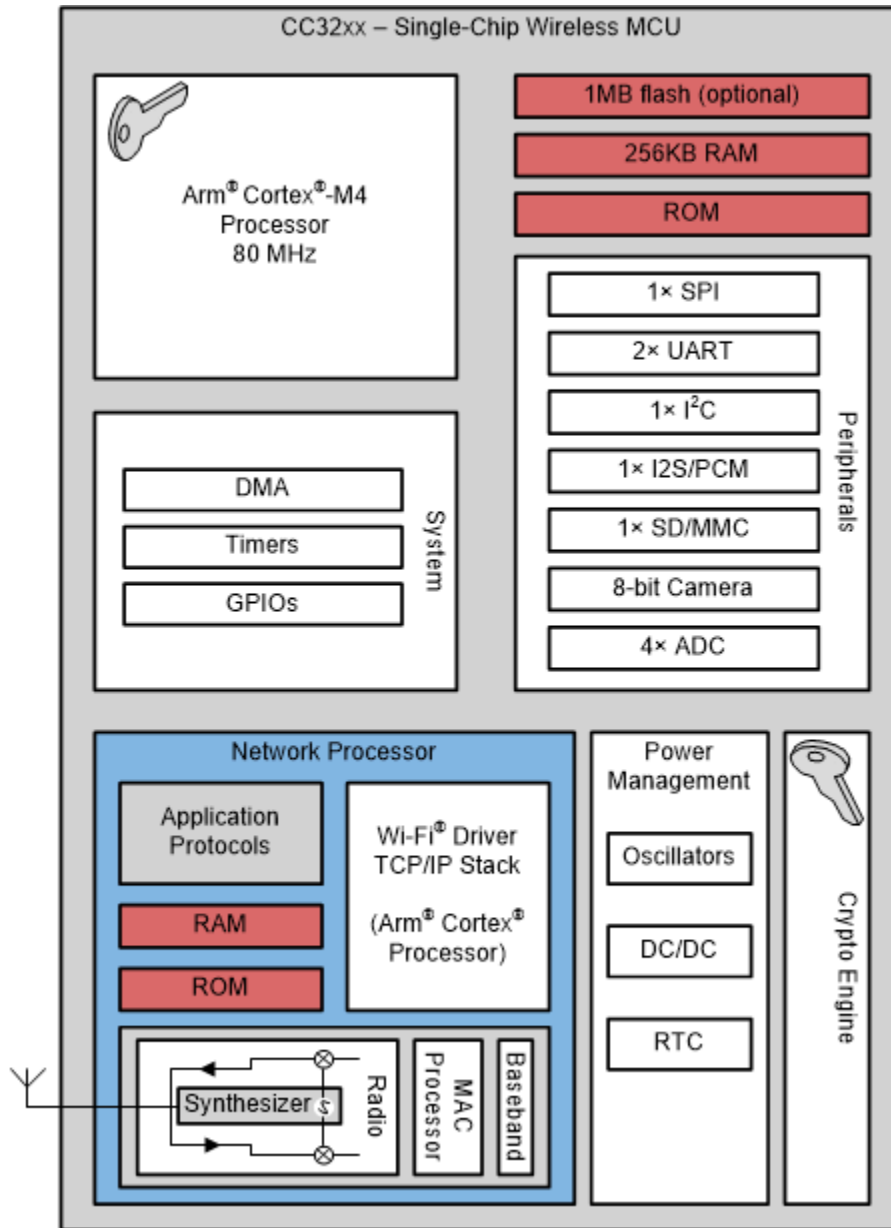 CC32xx – Single-Chip Wireless MCU
Arm® Cortex®-M4
Processor
80 MHz
1MB flash (optional)
256KB RAM
ROM
1× SPI
2× UART
1× I²C
1× I2S/PCM
1× SD/MMC
8-bit Camera
4× ADC
Peripherals
DMA
Timers
GPIOs
System
Network Processor
Application
Protocols
RAM
ROM
Wi-Fi® Driver
TCP/IP Stack
(Arm® Cortex®
Processor)
Synthesizer
Radio
MAC
Processor
Baseband
Power
Management
Oscillators
DC/DC
RTC
Crypto Engine